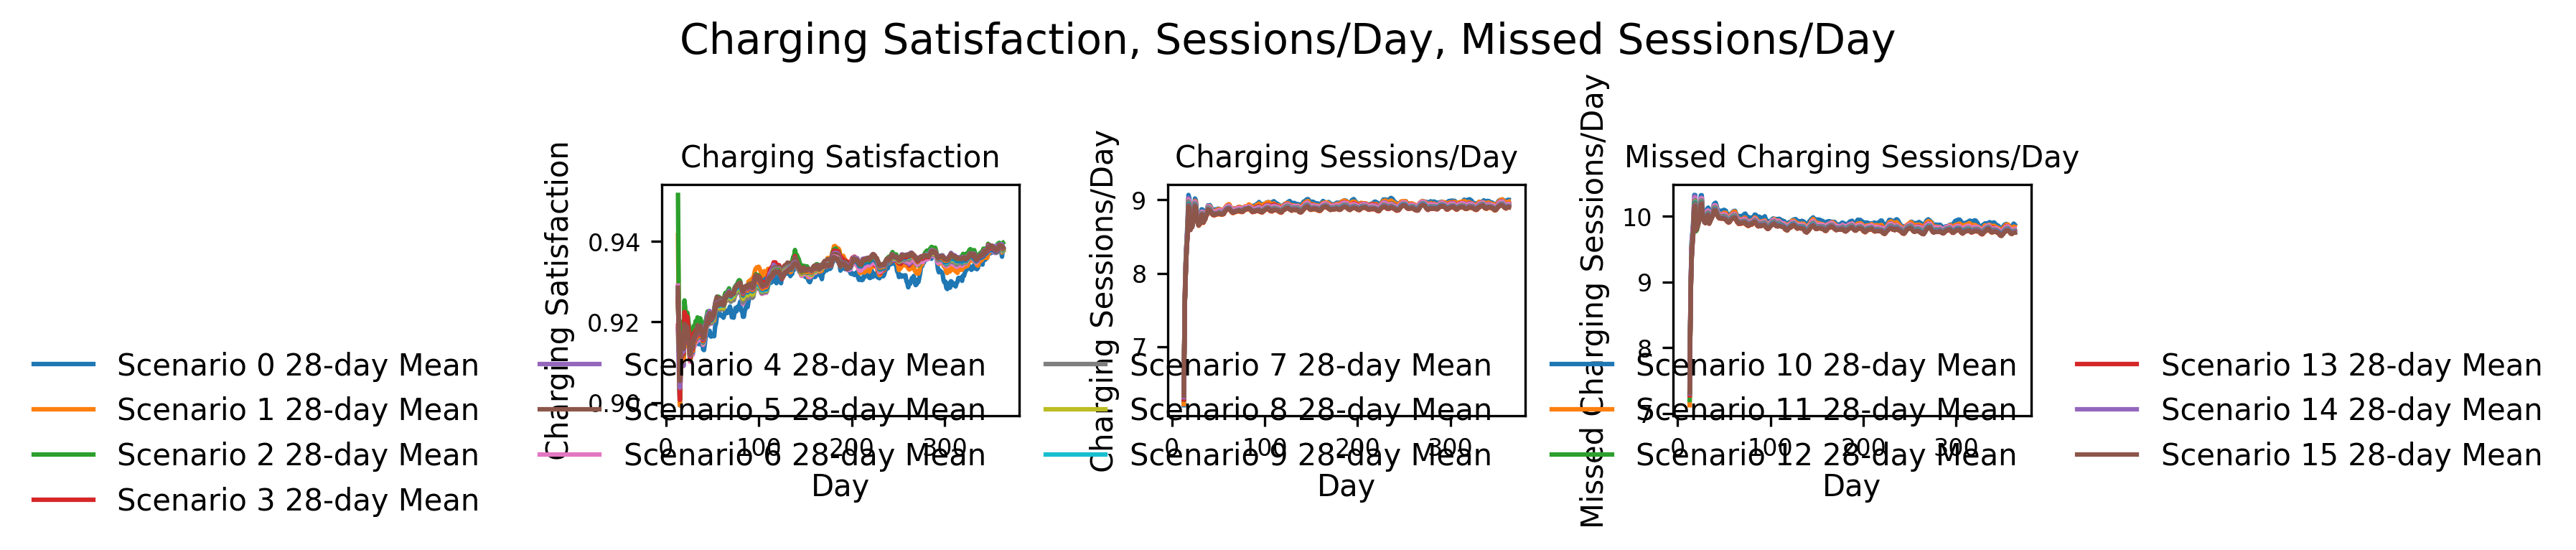 Charging Satisfaction, Sessions/Day, Missed Sessions/Day
Charging Satisfaction
Charging Satisfaction
0.94
0.92
0.90
0
100
200
300
Day
Charging Sessions/Day
Charging Sessions/Day
9
8
7
0
100
200
300
Day
Missed Charging Sessions/Day
Missed Charging Sessions/Day
10
9
8
7
0
100
200
300
Day
Scenario 0 28-day Mean
Scenario 1 28-day Mean
Scenario 2 28-day Mean
Scenario 3 28-day Mean
Scenario 4 28-day Mean
Scenario 5 28-day Mean
Scenario 6 28-day Mean
Scenario 7 28-day Mean
Scenario 8 28-day Mean
Scenario 9 28-day Mean
Scenario 10 28-day Mean
Scenario 11 28-day Mean
Scenario 12 28-day Mean
Scenario 13 28-day Mean
Scenario 14 28-day Mean
Scenario 15 28-day Mean